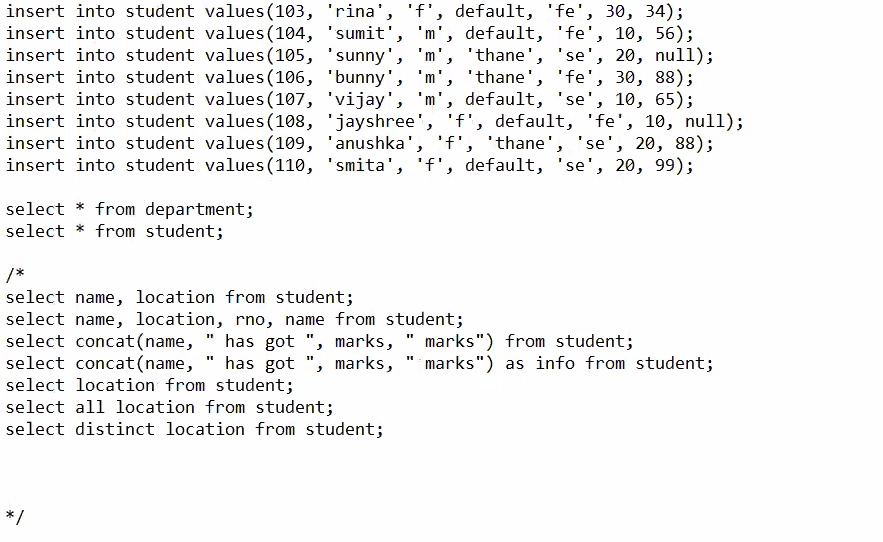 insert into student values(103, 'rina', 'f', default, 'fe', 30, 34);
insert into student values(104, 'sumit', 'm', default, 'fe', 10, 56);
insert into student values(105, 'sunny', 'm', 'thane', 'se', 20, null);
insert into student values(106, 'bunny', 'm', 'thane', 'fe', 30, 88);
insert into student values(107, 'vijay', 'm', default, 'se', 10, 65);
insert into student values(108, 'jayshree', 'f', default, 'fe', 10, null);
insert into student values(109, 'anushka', 'f', 'thane', 'se', 20, 88);
insert into student values(110, 'smita', 'f', default, 'se', 20, 99);

select * from department;
select * from student;

/*
select name, location from student;
select name, location, rno, name from student;
select concat(name, " has got ", marks, " marks") from student;
select concat(name, " has got ", marks, " marks") as info from student;
select location from student;
select all location from student;
select distinct location from student;

*/